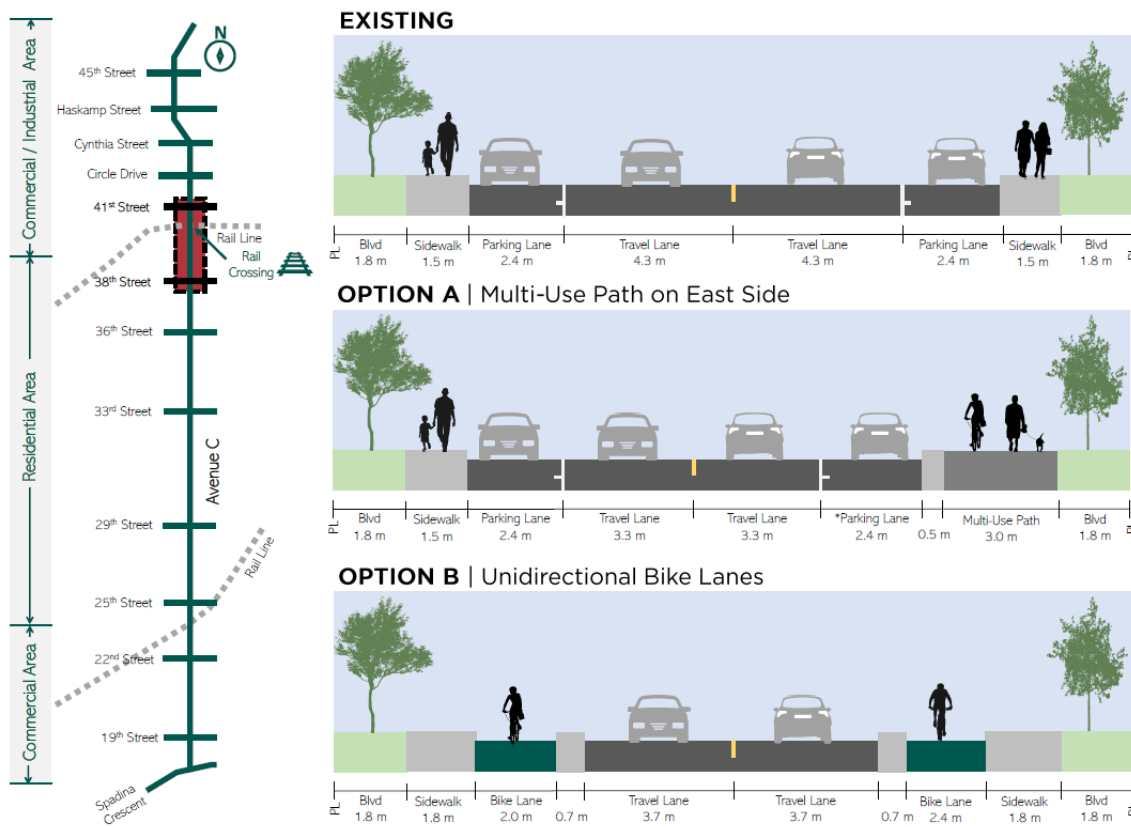 Commercial / Industrial Area
Residential Area
Commercial Area
N
45th Street
Haskamp Street
Cynthia Street
Circle Drive
41st Street
Rail Line
Rail
Crossing
38th Street
36th Street
33rd Street
Avenue C
29th Street
Rail Line
25th Street
22nd Street
19th Street
Spadina
Crescent
EXISTING
PL Blvd Sidewalk Parking Lane Travel Lane Travel Lane Parking Lane Sidewalk Blvd PL
1.8 m 1.5 m 2.4 m 4.3 m 4.3 m 2.4 m 1.5 m 1.8 m
OPTION A | Multi-Use Path on East Side
PL Blvd Sidewalk Parking Lane Travel Lane Travel Lane *Parking Lane Multi-Use Path Blvd
1.8 m 1.5 m 2.4 m 3.3 m 3.3 m 2.4 m 0.5 m 3.0 m 1.8 m
OPTION B | Unidirectional Bike Lanes
PL Blvd Sidewalk Bike Lane Travel Lane Travel Lane Bike Lane Sidewalk Blvd
1.8 m 1.8 m 2.0 m 0.7 m 3.7 m 3.7 m 0.7 m 2.4 m 1.8 m 1.8 m